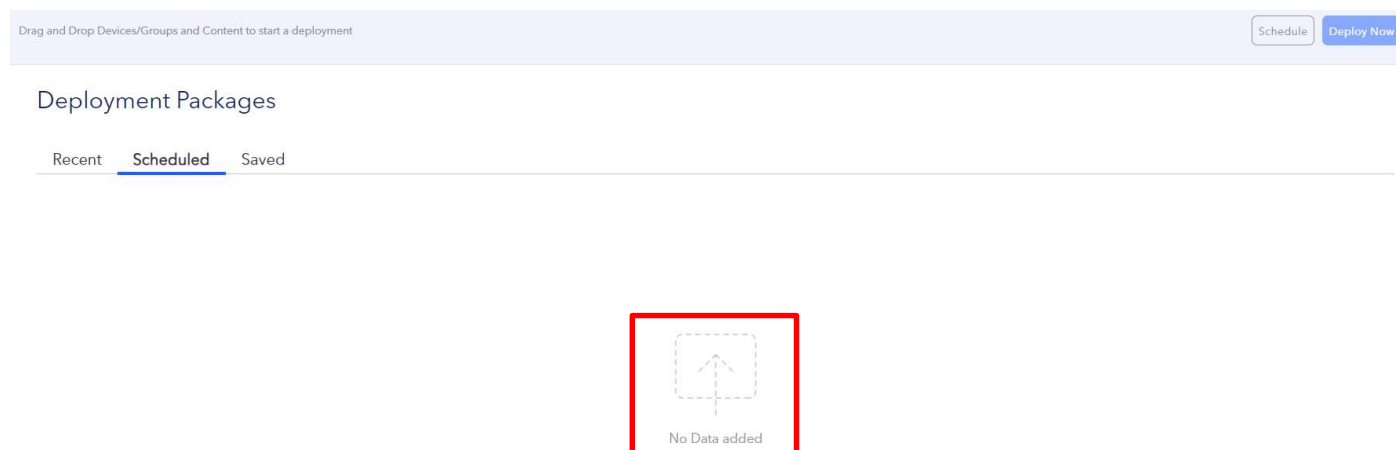 Drag and Drop Devices/Groups and Content to start a deployment
Schedule
Deploy Now
Deployment Packages
Recent Scheduled Saved
No Data added